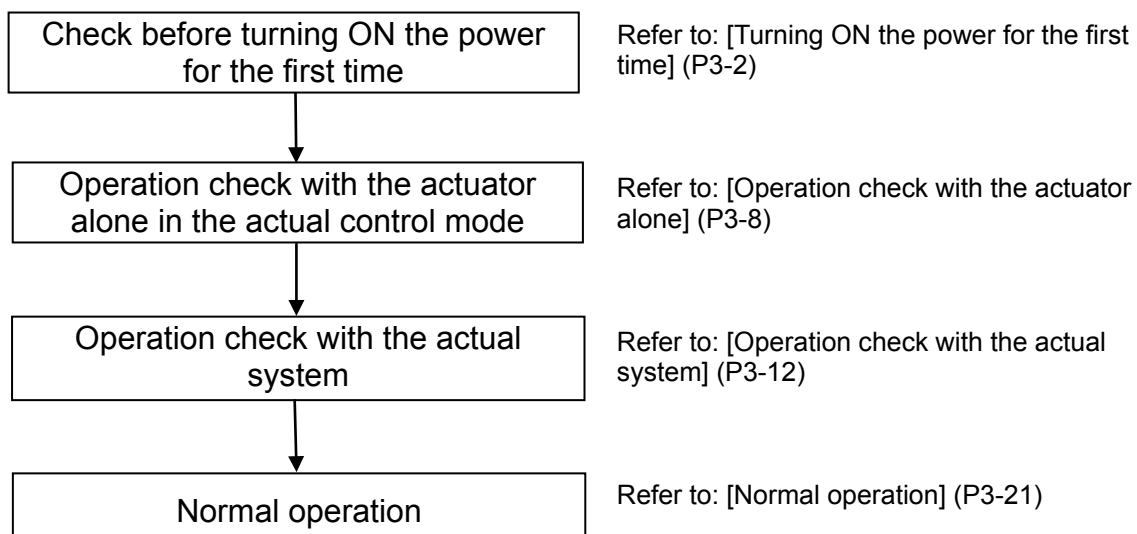 Check before turning ON the power
for the first time
Refer to: [Turning ON the power for the first
time] (P3-2)
Operation check with the actuator
alone in the actual control mode
Refer to: [Operation check with the actuator
alone] (P3-8)
Operation check with the actual
system
Refer to: [Operation check with the actual
system] (P3-12)
Normal operation
Refer to: [Normal operation] (P3-21)